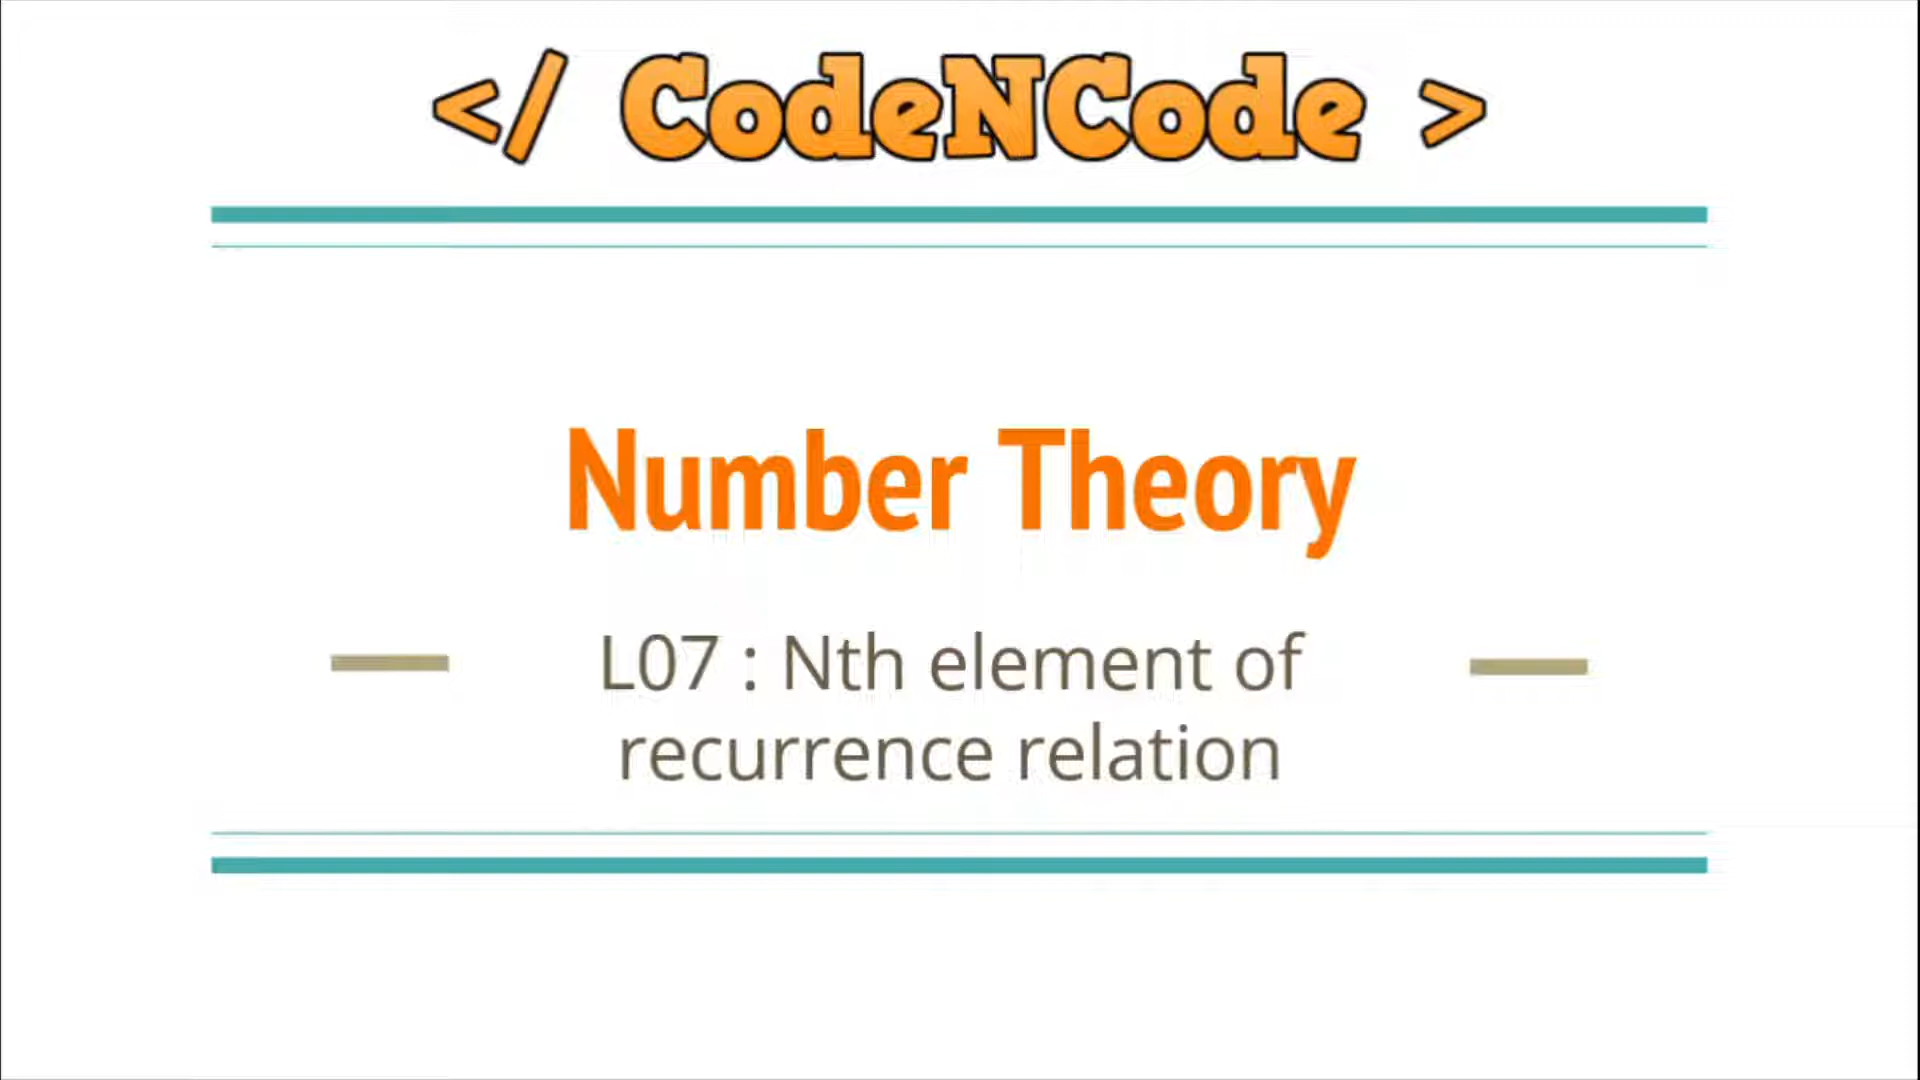 </ CodeNCode >
Number Theory
L07 : Nth element of
recurrence relation